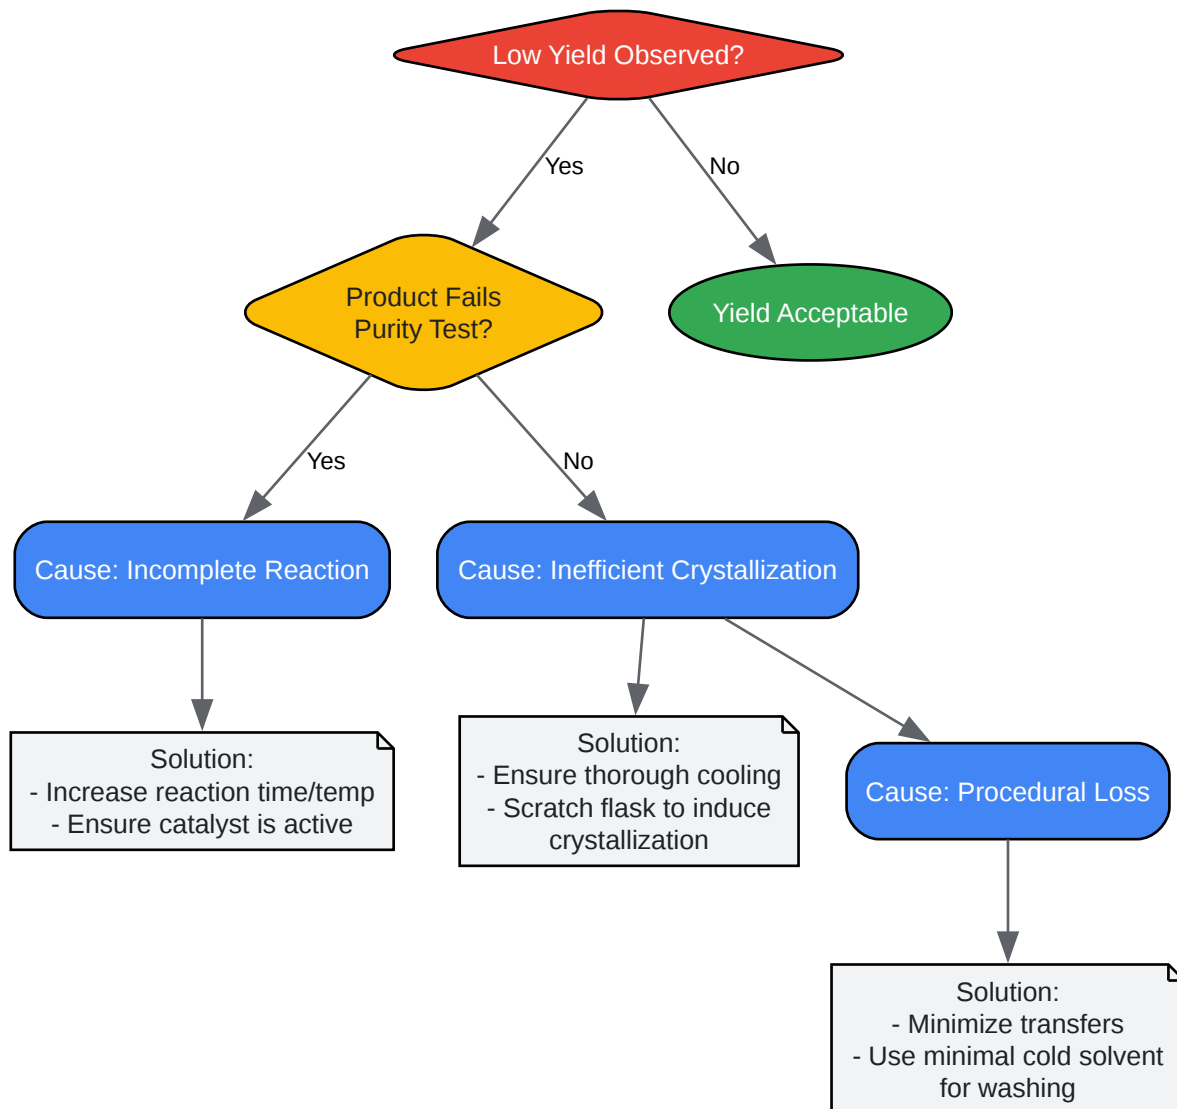 Low Yield Observed?
Yes
No
Product Fails
Purity Test?
Yield Acceptable
Yes
No
Cause: Incomplete Reaction
Cause: Inefficient Crystallization
Solution:
- Increase reaction time/temp
- Ensure catalyst is active
Solution:
- Ensure thorough cooling
- Scratch flask to induce
crystallization
Cause: Procedural Loss
Solution:
- Minimize transfers
- Use minimal cold solvent
for washing